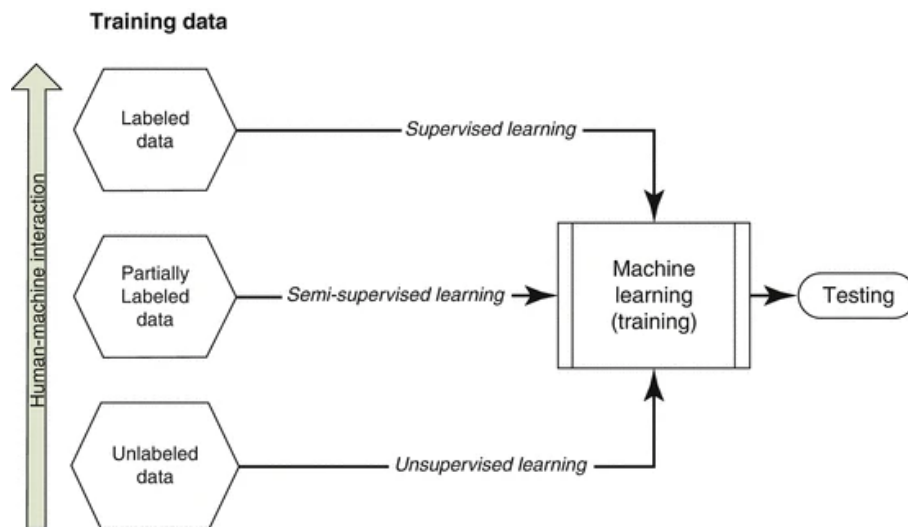 Training data
Human-machine interaction
Labeled
data
Supervised learning
Partially
Labeled
data
Semi-supervised learning
Machine
learning
(training)
Testing
Unlabeled
data
Unsupervised learning